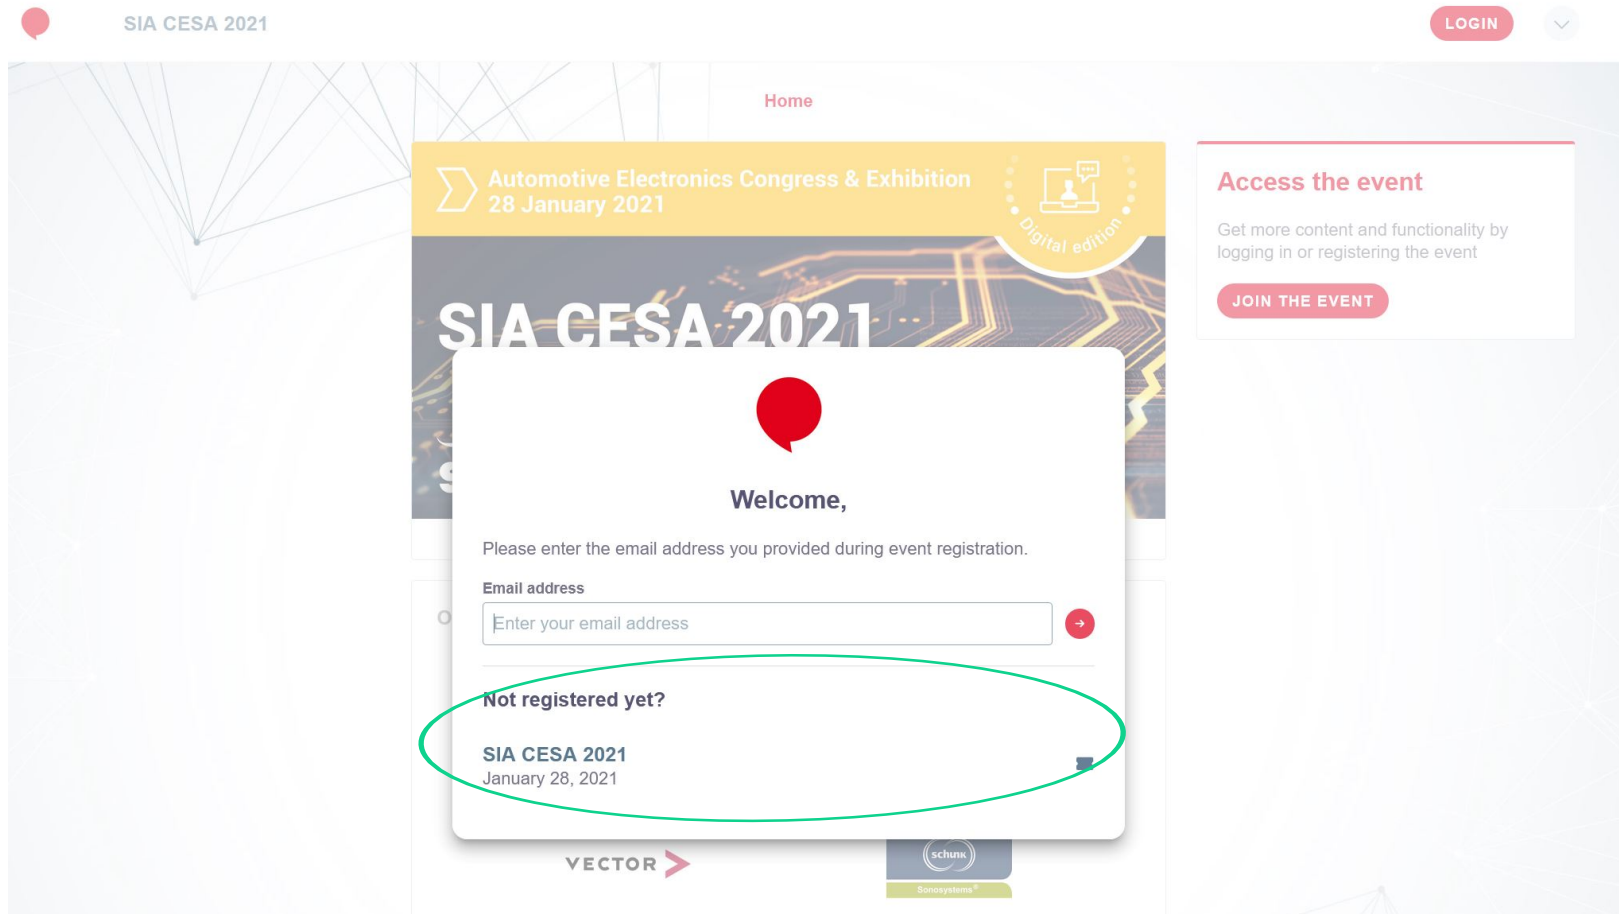 SIA CESA 2021
LOGIN
Home
Automotive Electronics Congress & Exhibition
28 January 2021
Digital edition
SIA CESA 2021
Access the event
Get more content and functionality by
logging in or registering the event
JOIN THE EVENT
Welcome,
Please enter the email address you provided during event registration.
Email address
Enter your email address
Not registered yet?
SIA CESA 2021
January 28, 2021
VECTOR
SCHUNK
Sonosystems®